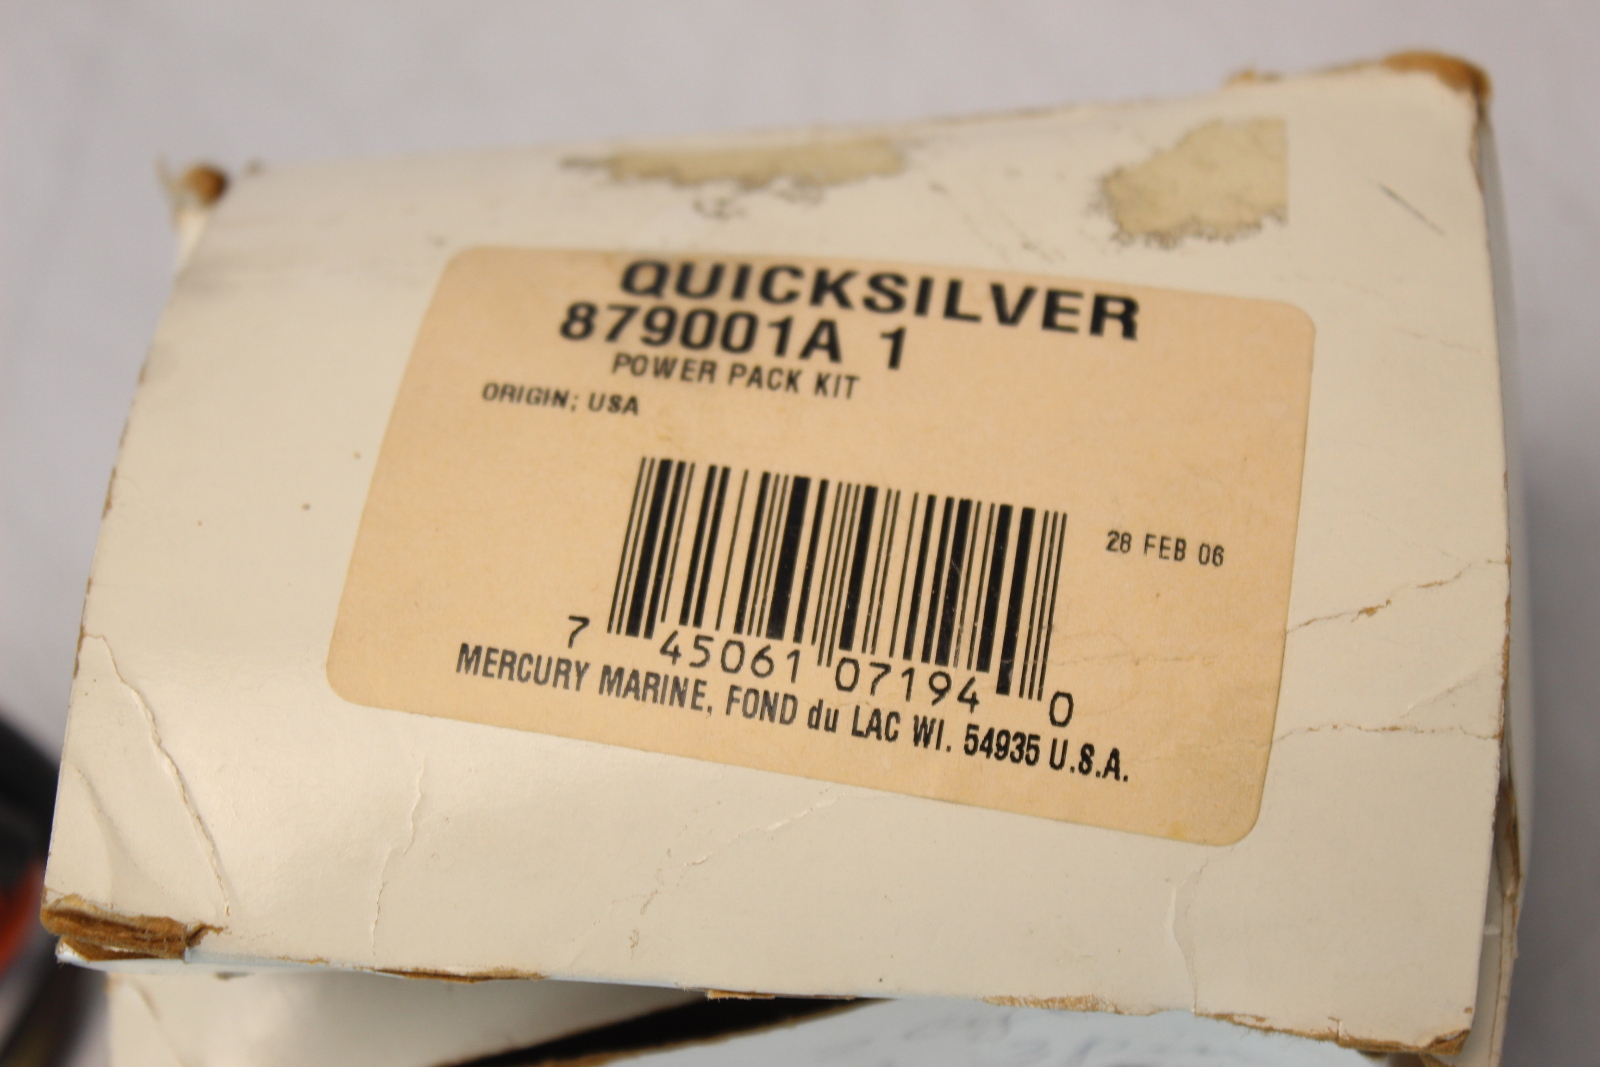 QUICKSILVER
879001A 1
POWER PACK KIT
ORIGIN; USA
28 FEB 06
7 45061 07194 0
MERCURY MARINE, FOND du LAC WI. 54935 U.S.A.